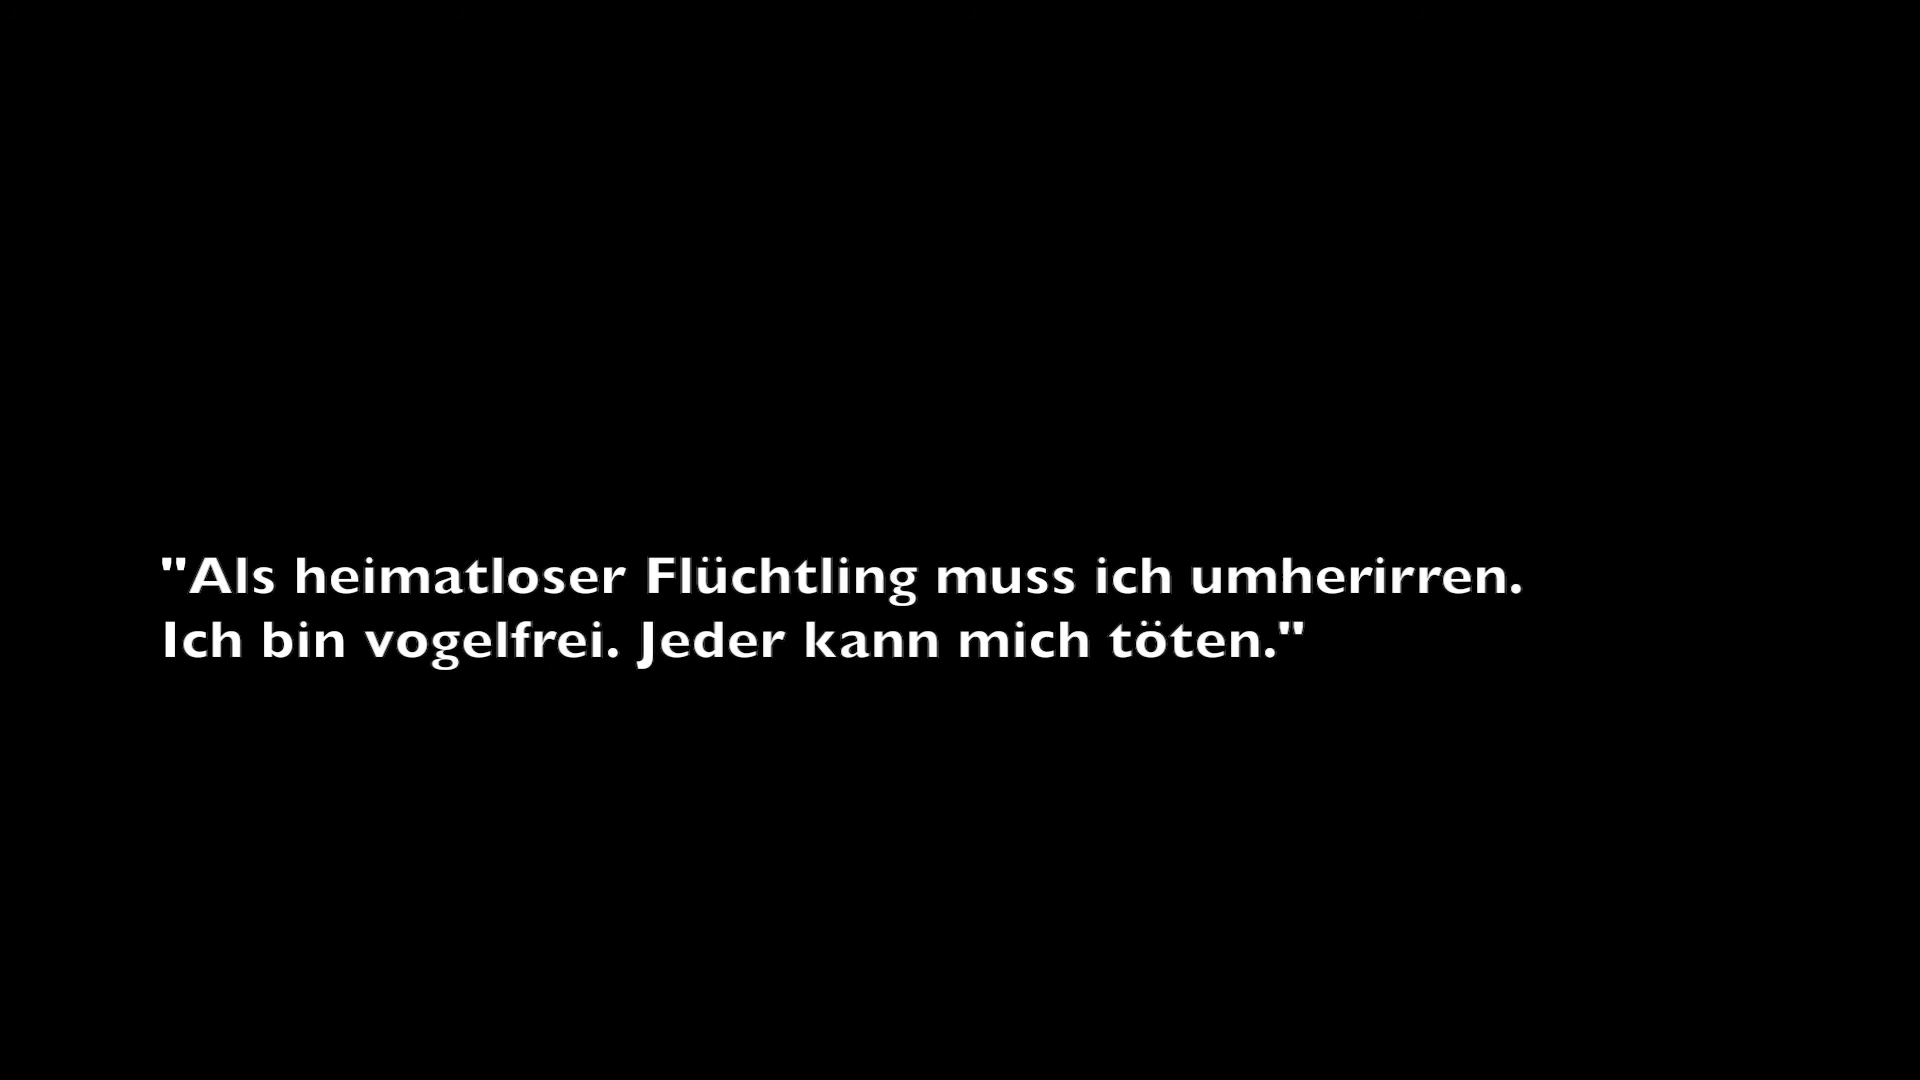 "Als heimatloser Flüchtling muss ich umherirren.
Ich bin vogelfrei. Jeder kann mich töten."